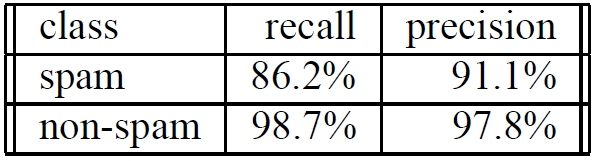 class recall precision
spam 86.2% 91.1%
non-spam 98.7% 97.8%